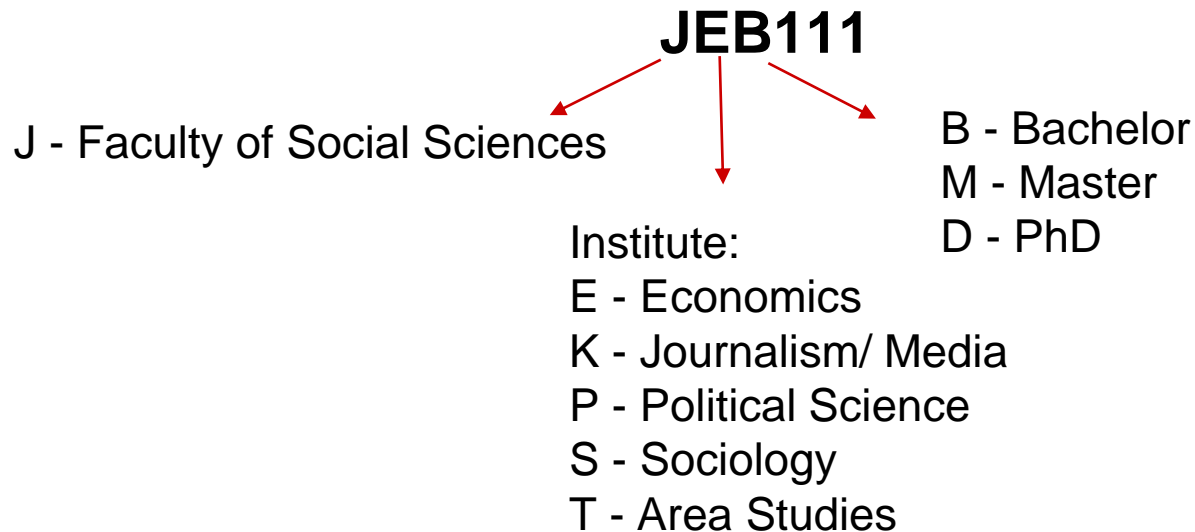 JEB111
J - Faculty of Social Sciences
Institute:
E - Economics
K - Journalism/ Media
P - Political Science
S - Sociology
T - Area Studies
B - Bachelor
M - Master
D - PhD